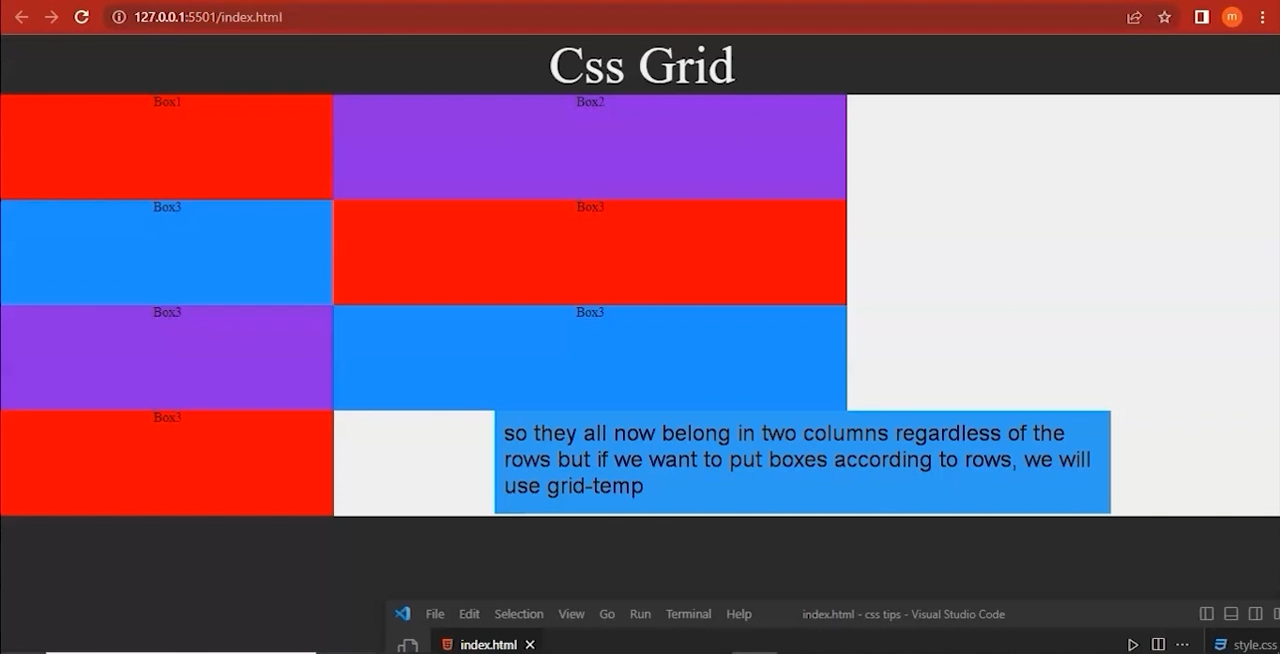 127.0.0.1:5501/index.html
m
Css Grid
Box1
Box2
Box3
Box3
Box3
Box3
Box3
so they all now belong in two columns regardless of the
rows but if we want to put boxes according to rows, we will
use grid-temp
File Edit Selection View Go Run Terminal Help index.html - css tips - Visual Studio Code
index.html
style.css